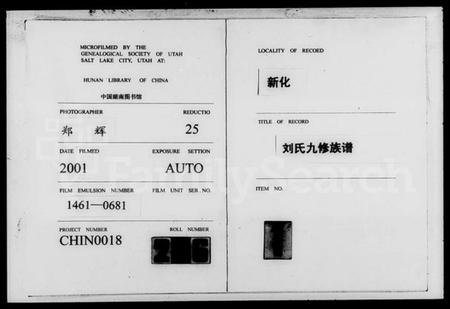 MICROFILMED BY THE
GENEALOGICAL SOCIETY OF UTAH
SALT LAKE CITY, UTAH AT:
HUNAN LIBRARY OF CHINA
中国湖南图书馆
PHOTOGRAPHER REDUCTIO
郑 辉 25
DATE FILMED EXPOSURE SETTION
2001 AUTO
FILM EMULSION NUMBER FILM UNIT SER. NO.
1461—0681
PROJECT NUMBER ROLL NUMBER
CHIN0018
LOCALITY OF RECOED
新化
TITLE OF RECORD
刘氏九修族谱
ITEM NO.
FamilySearch